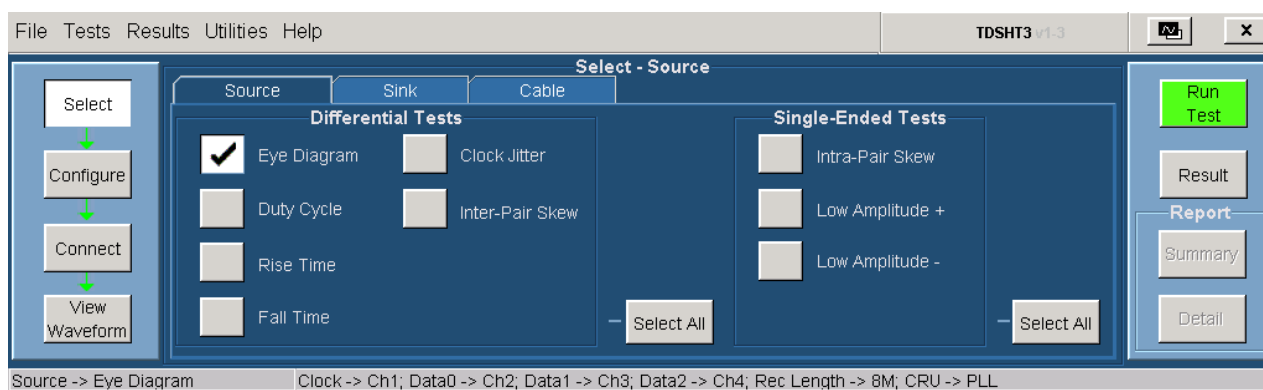 File Tests Results Utilities Help TDSHT3 v1-3 x
Select - Source
Select
Configure
Connect
View
Waveform
Source Sink Cable
Differential Tests
Eye Diagram Clock Jitter
Duty Cycle Inter-Pair Skew
Rise Time
Fall Time
Select All
Single-Ended Tests
Intra-Pair Skew
Low Amplitude +
Low Amplitude -
Select All
Run
Test
Result
Report
Summary
Detail
Source -> Eye Diagram Clock -> Ch1; Data0 -> Ch2; Data1 -> Ch3; Data2 -> Ch4; Rec Length -> 8M; CRU -> PLL